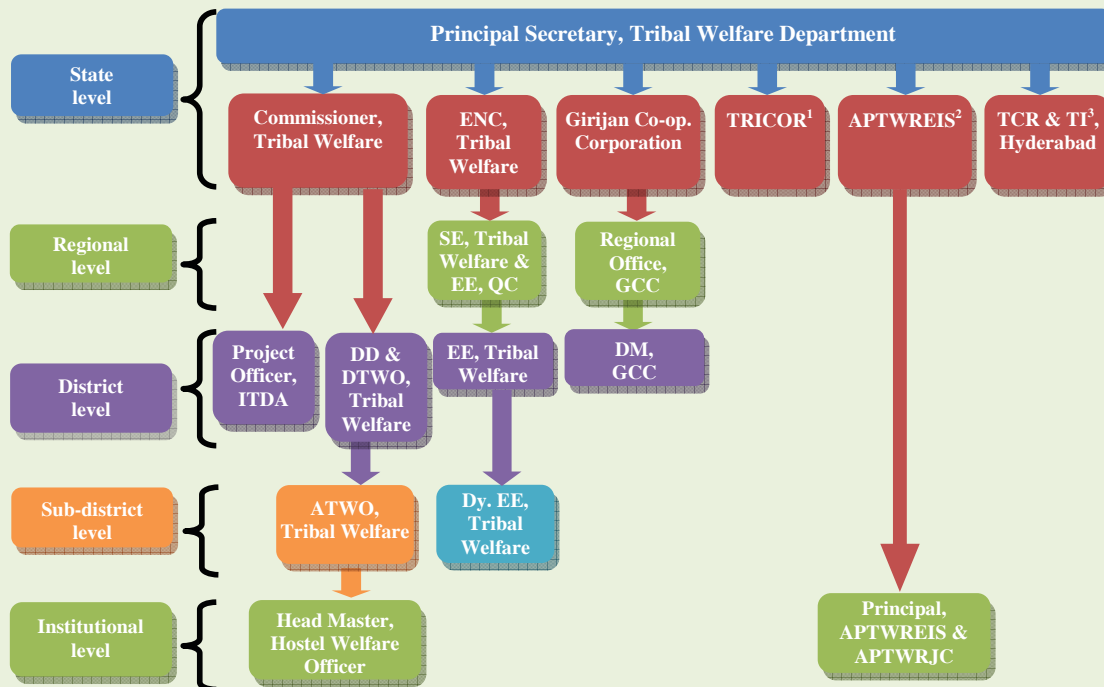 Principal Secretary, Tribal Welfare Department
State
level
Commissioner,
Tribal Welfare
ENC,
Tribal
Welfare
Girijan Co-op.
Corporation
TRICOR¹
APTWREIS²
TCR & TI³,
Hyderabad
Regional
level
SE, Tribal
Welfare &
EE, QC
Regional
Office,
GCC
District
level
Project
Officer,
ITDA
DD &
DTWO,
Tribal
Welfare
EE, Tribal
Welfare
DM,
GCC
Sub-district
level
ATWO,
Tribal Welfare
Dy. EE,
Tribal
Welfare
Institutional
level
Head Master,
Hostel Welfare
Officer
Principal,
APTWREIS &
APTWRJC